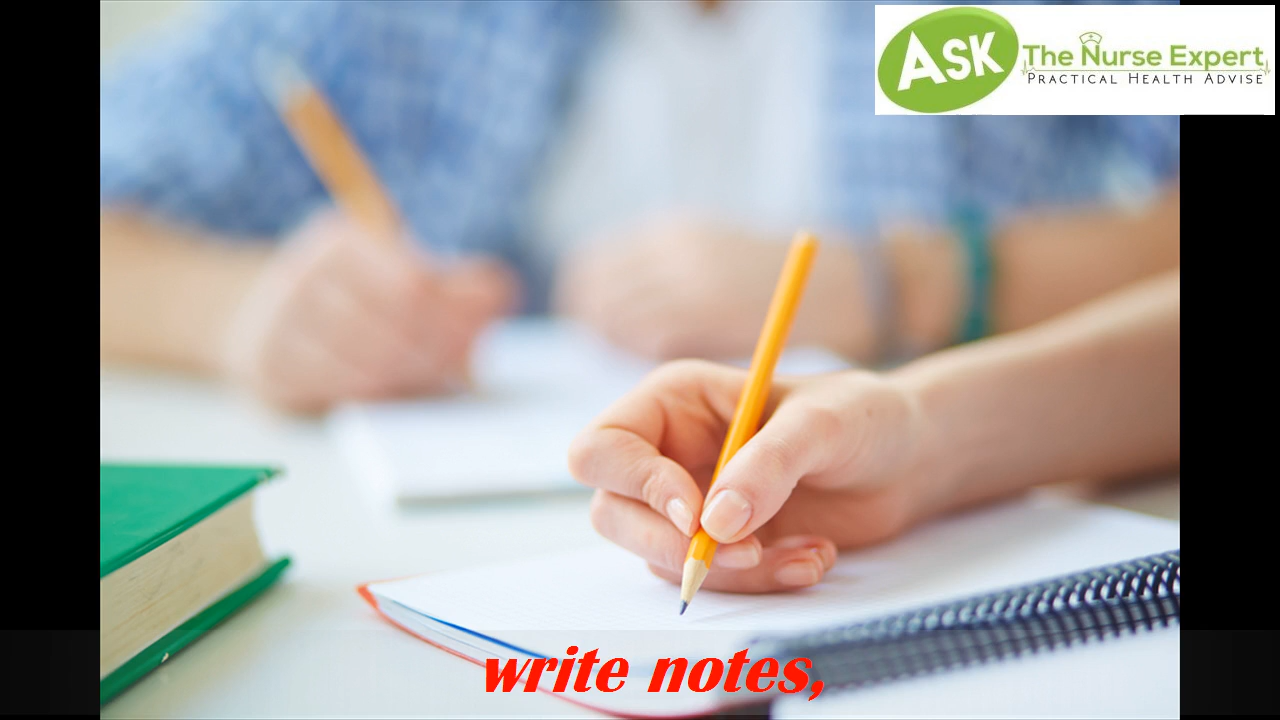 ASK The Nurse Expert
PRACTICAL HEALTH ADVISE
write notes,